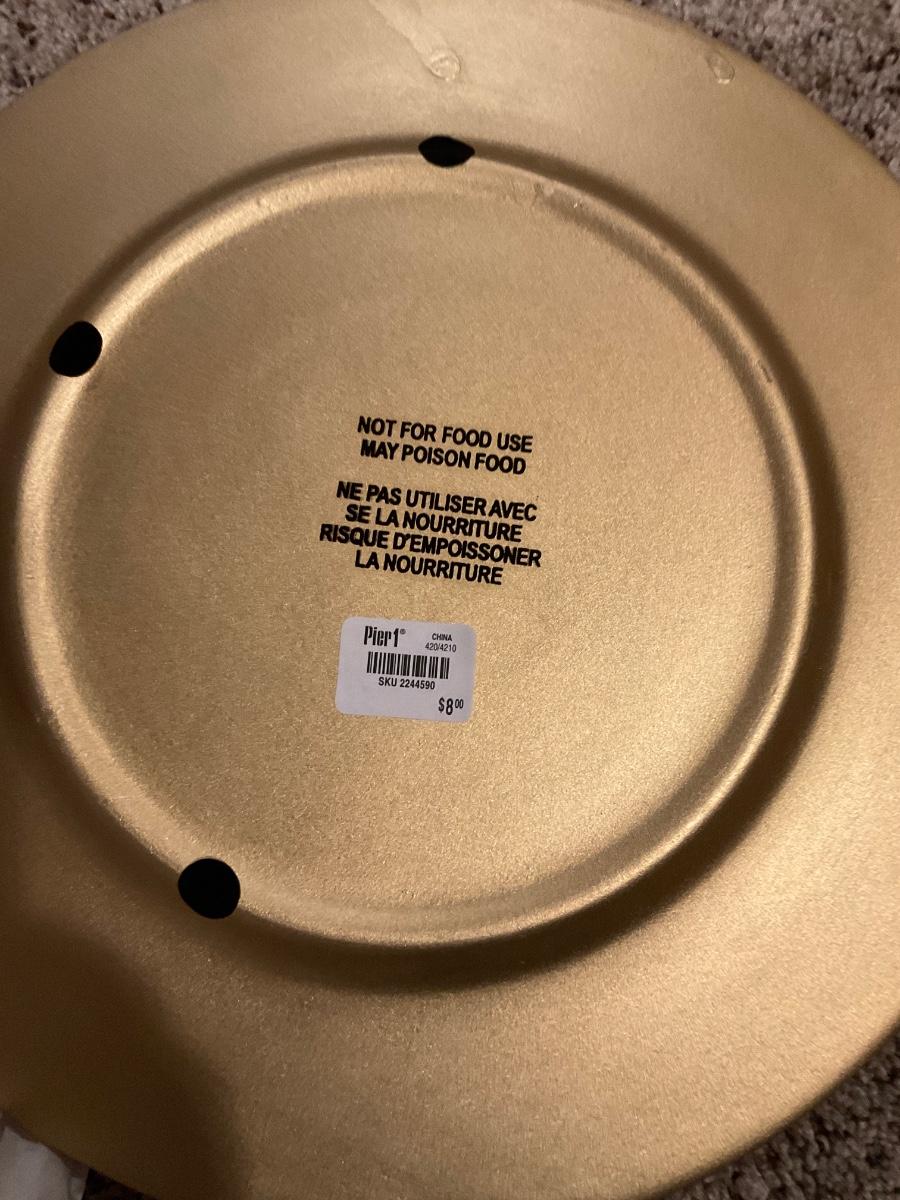 NOT FOR FOOD USE
MAY POISON FOOD
NE PAS UTILISER AVEC
SE LA NOURRITURE
RISQUE D'EMPOISSONER
LA NOURRITURE
Pier1® CHINA
420/4210
SKU 2244590
$8.00